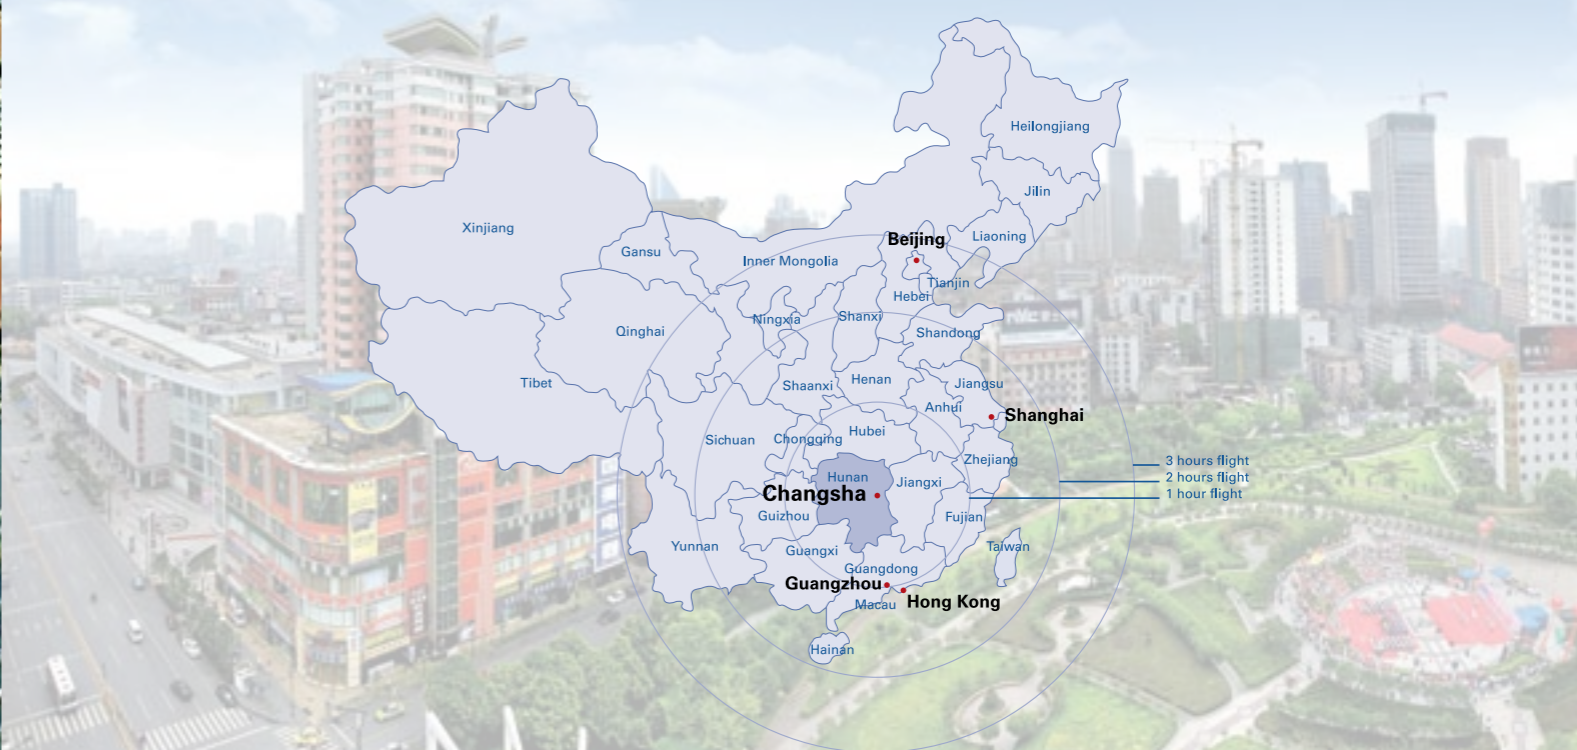 Heilongjiang
Jilin
Xinjiang
Beijing
Liaoning
Gansu
Inner Mongolia
Tianjin
Hebei
Ningxia
Shanxi
Qinghai
Shandong
Tibet
Shaanxi
Henan
Jiangsu
Anhui
Shanghai
Sichuan
Chongqing
Hubei
Zhejiang
3 hours flight
2 hours flight
1 hour flight
Hunan
Jiangxi
Changsha
Guizhou
Fujian
Yunnan
Guangxi
Taiwan
Guangdong
Guangzhou
Macau
Hong Kong
Hainan